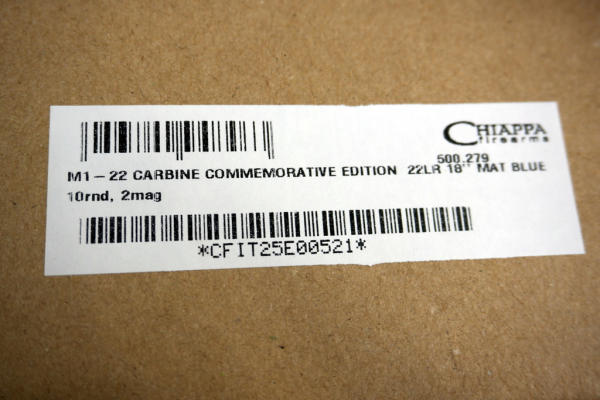 CHIAPPA
firearms
500.279
M1-22 CARBINE COMMEMORATIVE EDITION 22LR 18'' MAT BLUE
10rnd, 2mag
*CFIT25E00521*